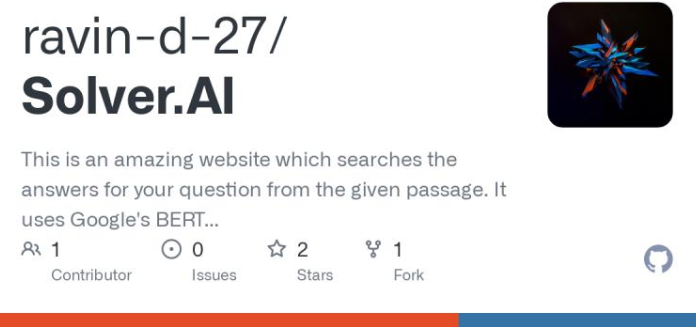 ravin-d-27/
Solver.AI
This is an amazing website which searches the
answers for your question from the given passage. It
uses Google's BERT...
1
Contributor
0
Issues
2
Stars
1
Fork